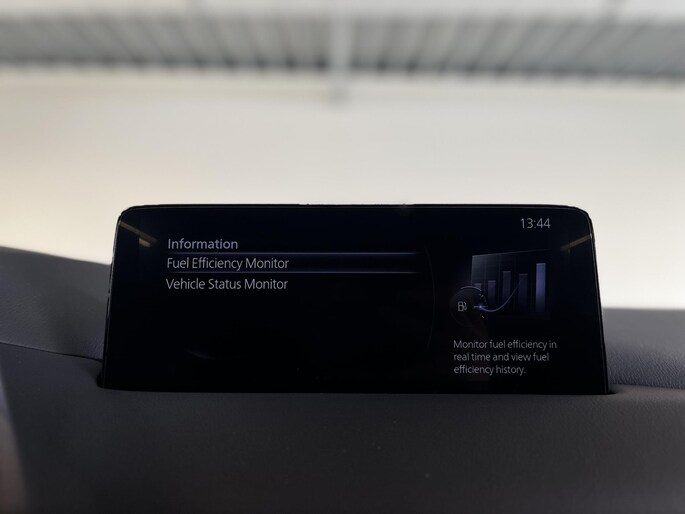 13:44
Information
Fuel Efficiency Monitor
Vehicle Status Monitor
Monitor fuel efficiency in
real time and view fuel
efficiency history.